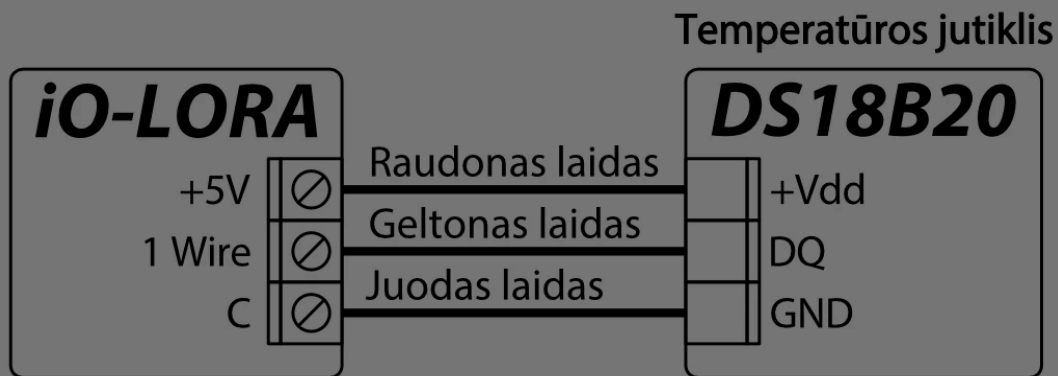 Temperatūros jutiklis
iO-LORA
DS18B20
+5V Raudonas laidas +Vdd
1 Wire Geltonas laidas DQ
C Juodas laidas GND